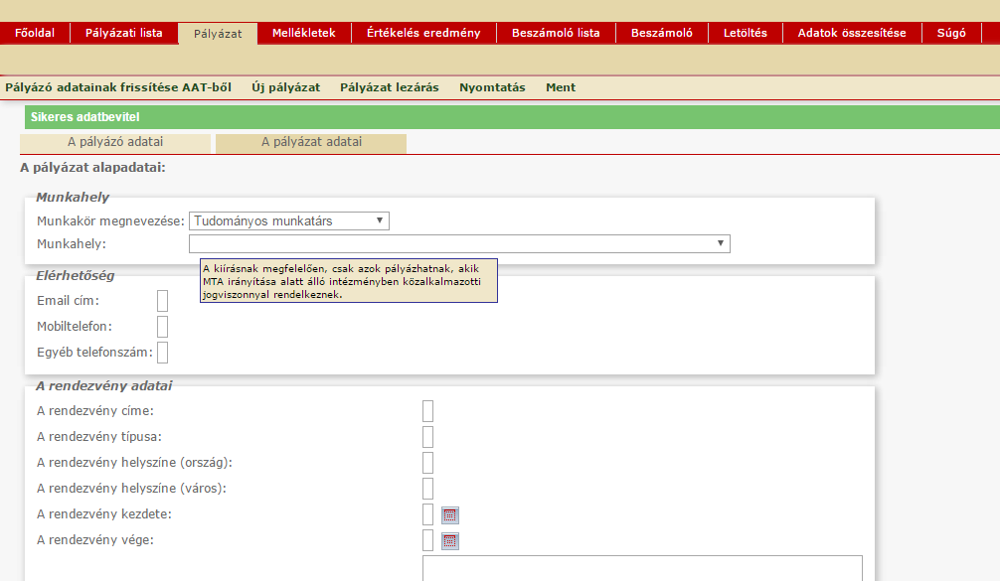 Főoldal Pályázati lista Pályázat Mellékletek Értékelés eredmény Beszámoló lista Beszámoló Letöltés Adatok összesítése Súgó
Pályázó adatainak frissítése AAT-ből Új pályázat Pályázat lezárás Nyomtatás Ment
Sikeres adatbevitel
A pályázó adatai A pályázat adatai
A pályázat alapadatai:
Munkahely
Munkakör megnevezése: Tudományos munkatárs
Munkahely:
A kiírásnak megfelelően, csak azok pályázhatnak, akik
MTA irányítása alatt álló intézményben közalkalmazotti
jogviszonnyal rendelkeznek.
Elérhetőség
Email cím:
Mobiltelefon:
Egyéb telefonszám:
A rendezvény adatai
A rendezvény címe:
A rendezvény típusa:
A rendezvény helyszíne (ország):
A rendezvény helyszíne (város):
A rendezvény kezdete:
A rendezvény vége: